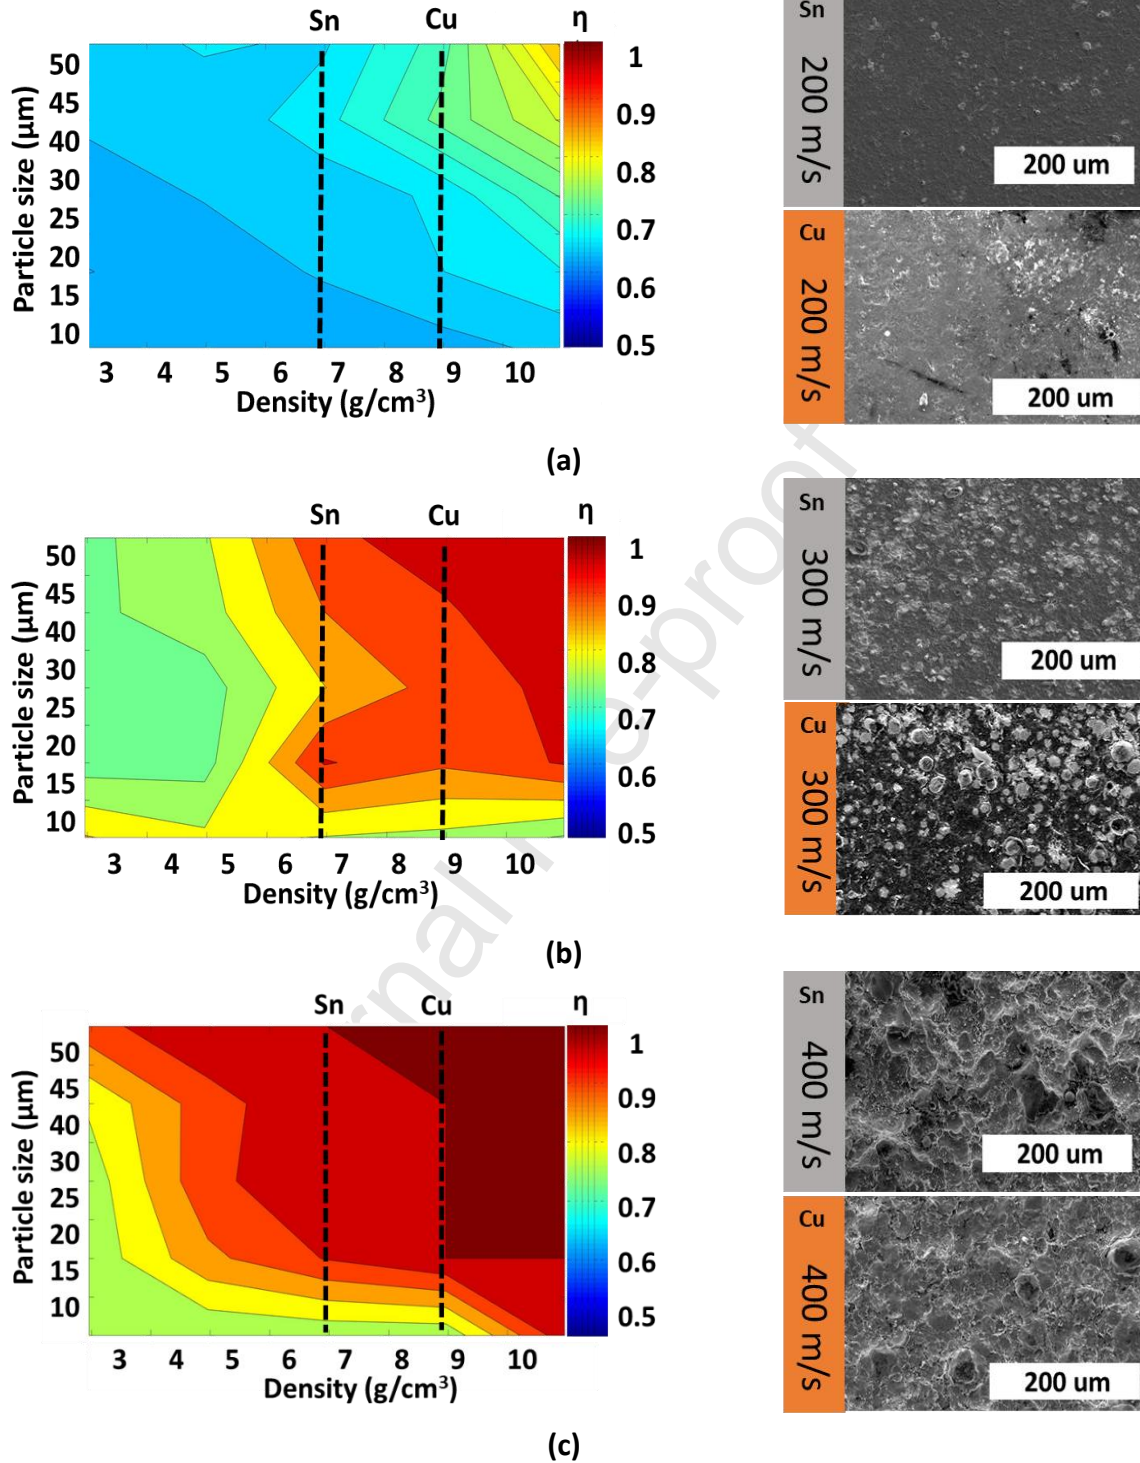 Sn Cu η
Particle size (μm)
50
45
40
30
25
20
15
10
1
0.9
0.8
0.7
0.6
0.5
3 4 5 6 7 8 9 10
Density (g/cm³)
Sn 200 m/s
200 um
Cu 200 m/s
200 um
(a)
Sn Cu η
Particle size (μm)
50
45
40
30
25
20
15
10
1
0.9
0.8
0.7
0.6
0.5
3 4 5 6 7 8 9 10
Density (g/cm³)
Sn 300 m/s
200 um
Cu 300 m/s
200 um
(b)
Sn Cu η
Particle size (μm)
50
45
40
30
25
20
15
10
1
0.9
0.8
0.7
0.6
0.5
3 4 5 6 7 8 9 10
Density (g/cm³)
Sn 400 m/s
200 um
Cu 400 m/s
200 um
(c)
rnal
e-proof